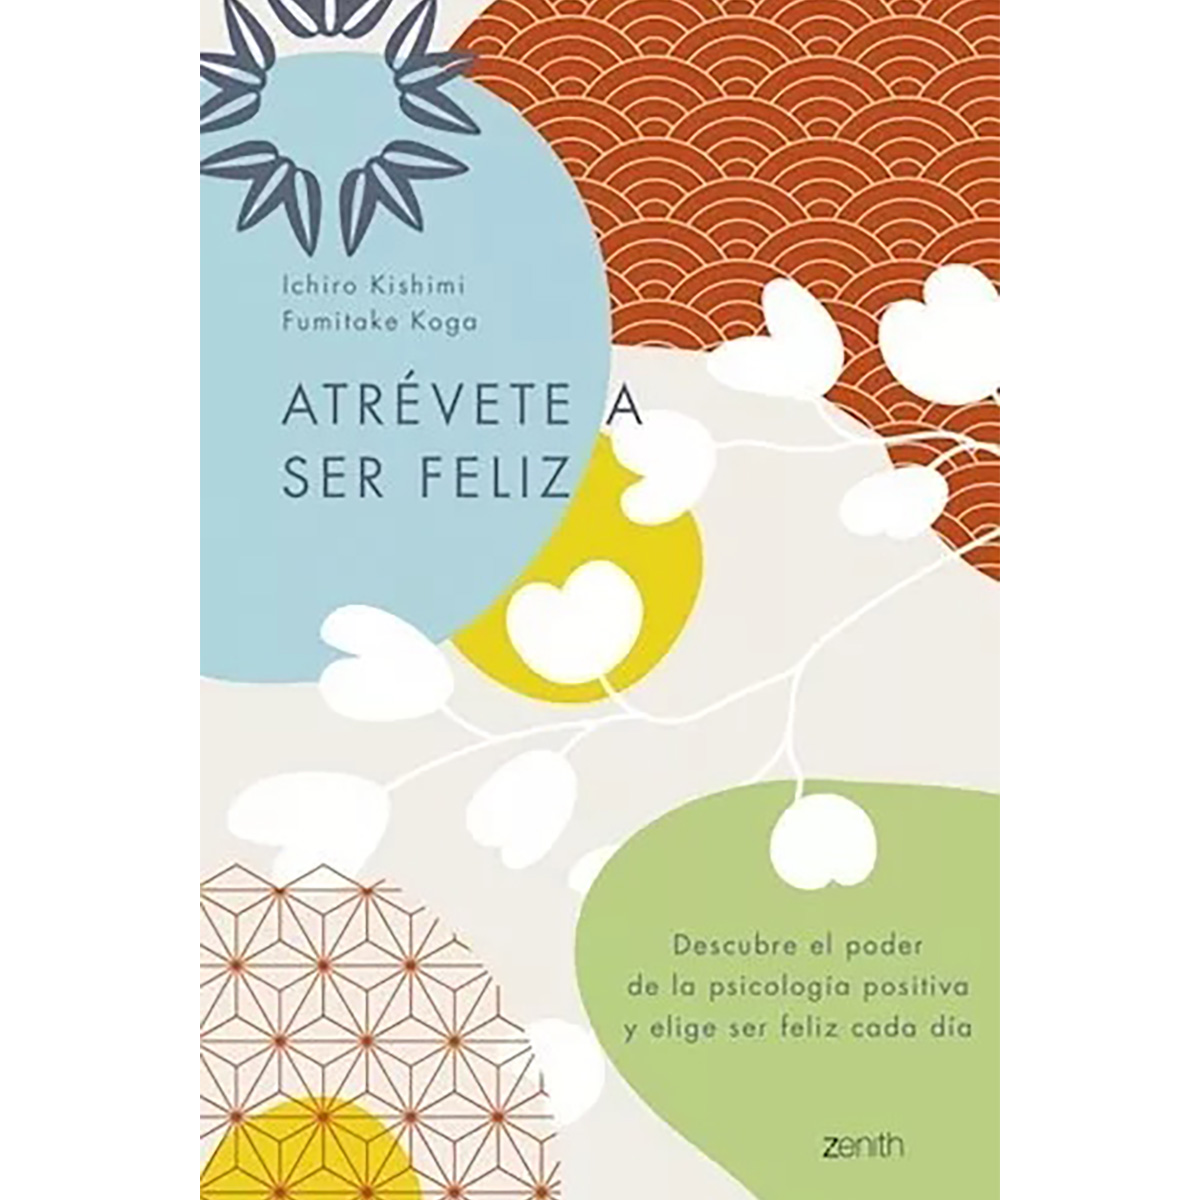 Ichiro Kishimi
Fumitake Koga
ATRÉVETE A
SER FELIZ
Descubre el poder
de la psicología positiva
y elige ser feliz cada día
zenith